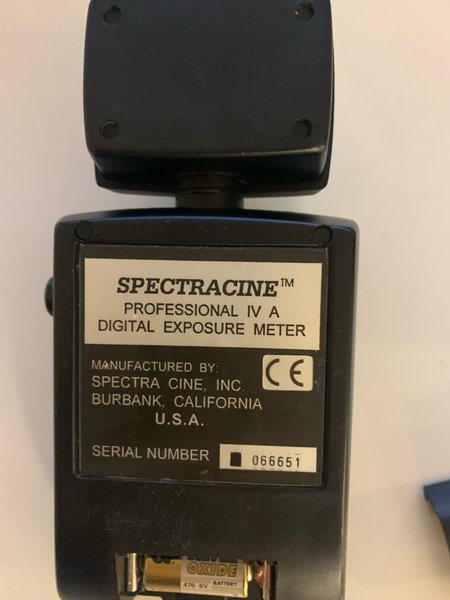 SPECTRACINE™
PROFESSIONAL IV A
DIGITAL EXPOSURE METER
MANUFACTURED BY:
SPECTRA CINE, INC.
BURBANK, CALIFORNIA
U.S.A.
CE
SERIAL NUMBER 066651
OXIDE
476 6V BATTERY